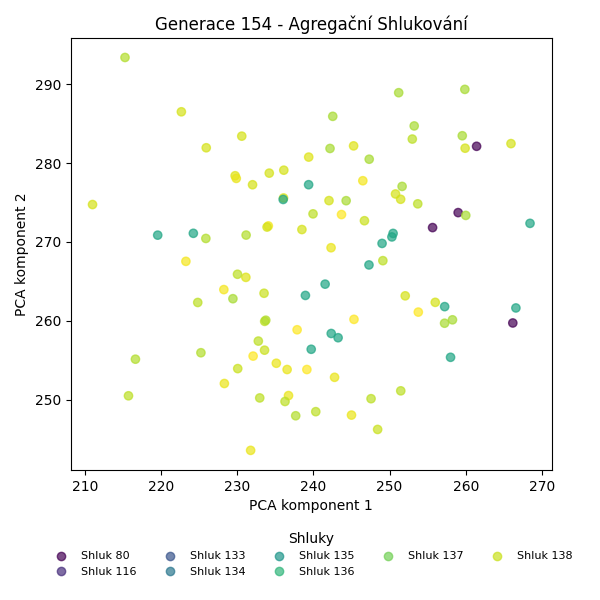 Generace 154 - Agregační Shlukování
PCA komponent 2
290
280
270
260
250
210 220 230 240 250 260 270
PCA komponent 1
Shluky
Shluk 80 Shluk 133 Shluk 135 Shluk 137 Shluk 138
Shluk 116 Shluk 134 Shluk 136